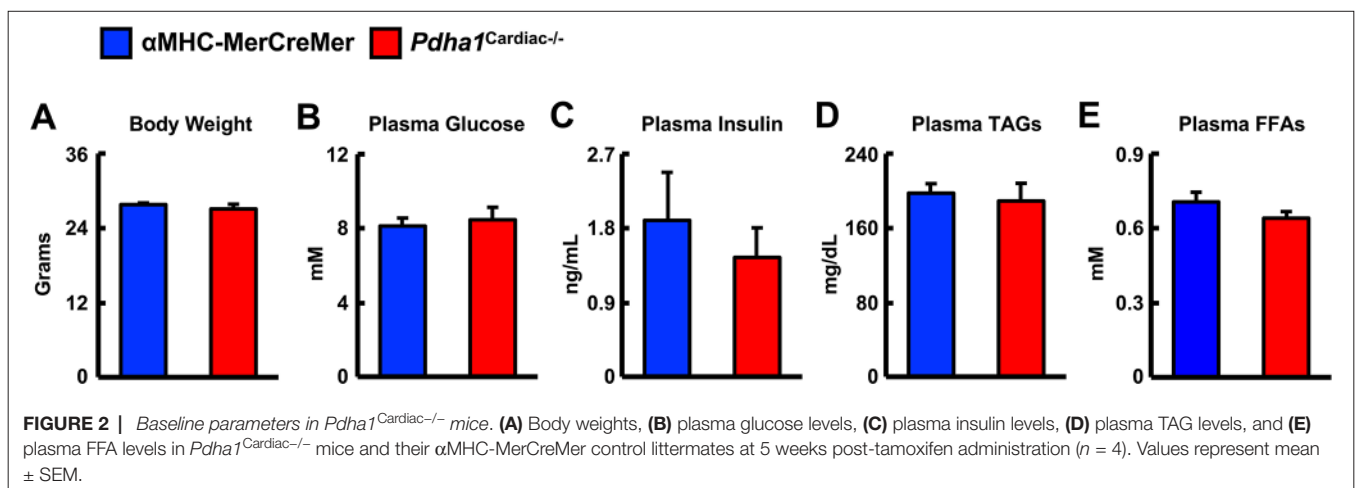 αMHC-MerCreMer Pdha1Cardiac-/-
A Body Weight
36
24
12
0
Grams
B Plasma Glucose
12
8
4
0
mM
C Plasma Insulin
2.7
1.8
0.9
0
ng/mL
D Plasma TAGs
240
160
80
0
mg/dL
E Plasma FFAs
0.9
0.6
0.3
0
mM
FIGURE 2 | Baseline parameters in Pdha1Cardiac−/− mice. (A) Body weights, (B) plasma glucose levels, (C) plasma insulin levels, (D) plasma TAG levels, and (E)
plasma FFA levels in Pdha1Cardiac−/− mice and their αMHC-MerCreMer control littermates at 5 weeks post-tamoxifen administration (n = 4). Values represent mean
± SEM.